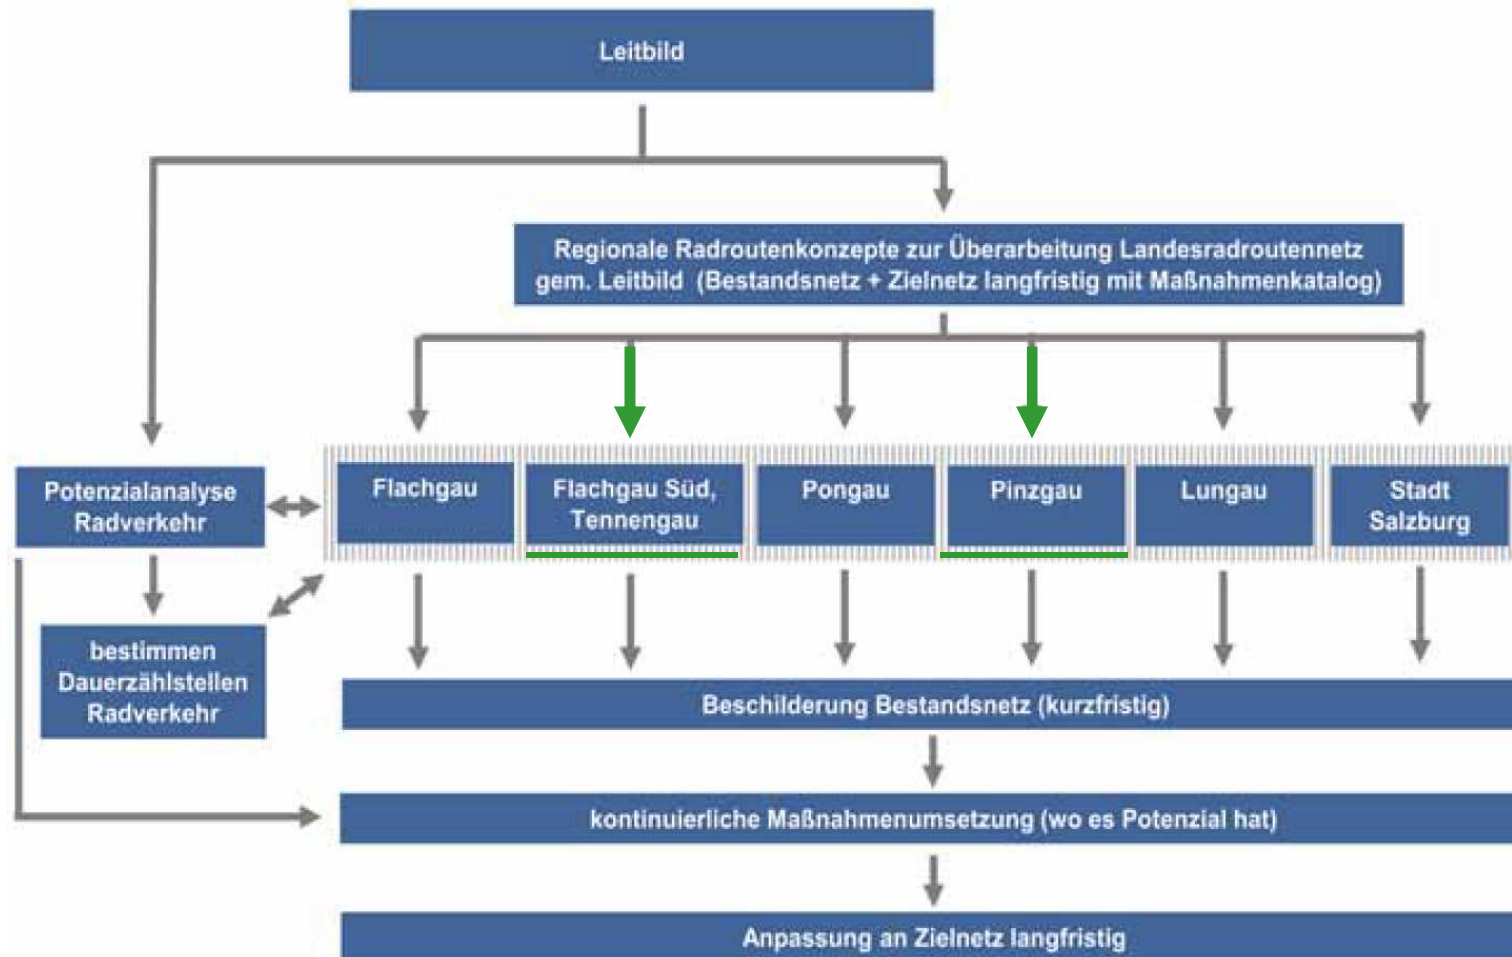 Leitbild
Regionale Radroutenkonzepte zur Überarbeitung Landesradroutennetz
gem. Leitbild (Bestandsnetz + Zielnetz langfristig mit Maßnahmenkatalog)
Potenzialanalyse
Radverkehr
Flachgau
Flachgau Süd,
Tennengau
Pongau
Pinzgau
Lungau
Stadt
Salzburg
bestimmen
Dauerzählstellen
Radverkehr
Beschilderung Bestandsnetz (kurzfristig)
kontinuierliche Maßnahmenumsetzung (wo es Potenzial hat)
Anpassung an Zielnetz langfristig